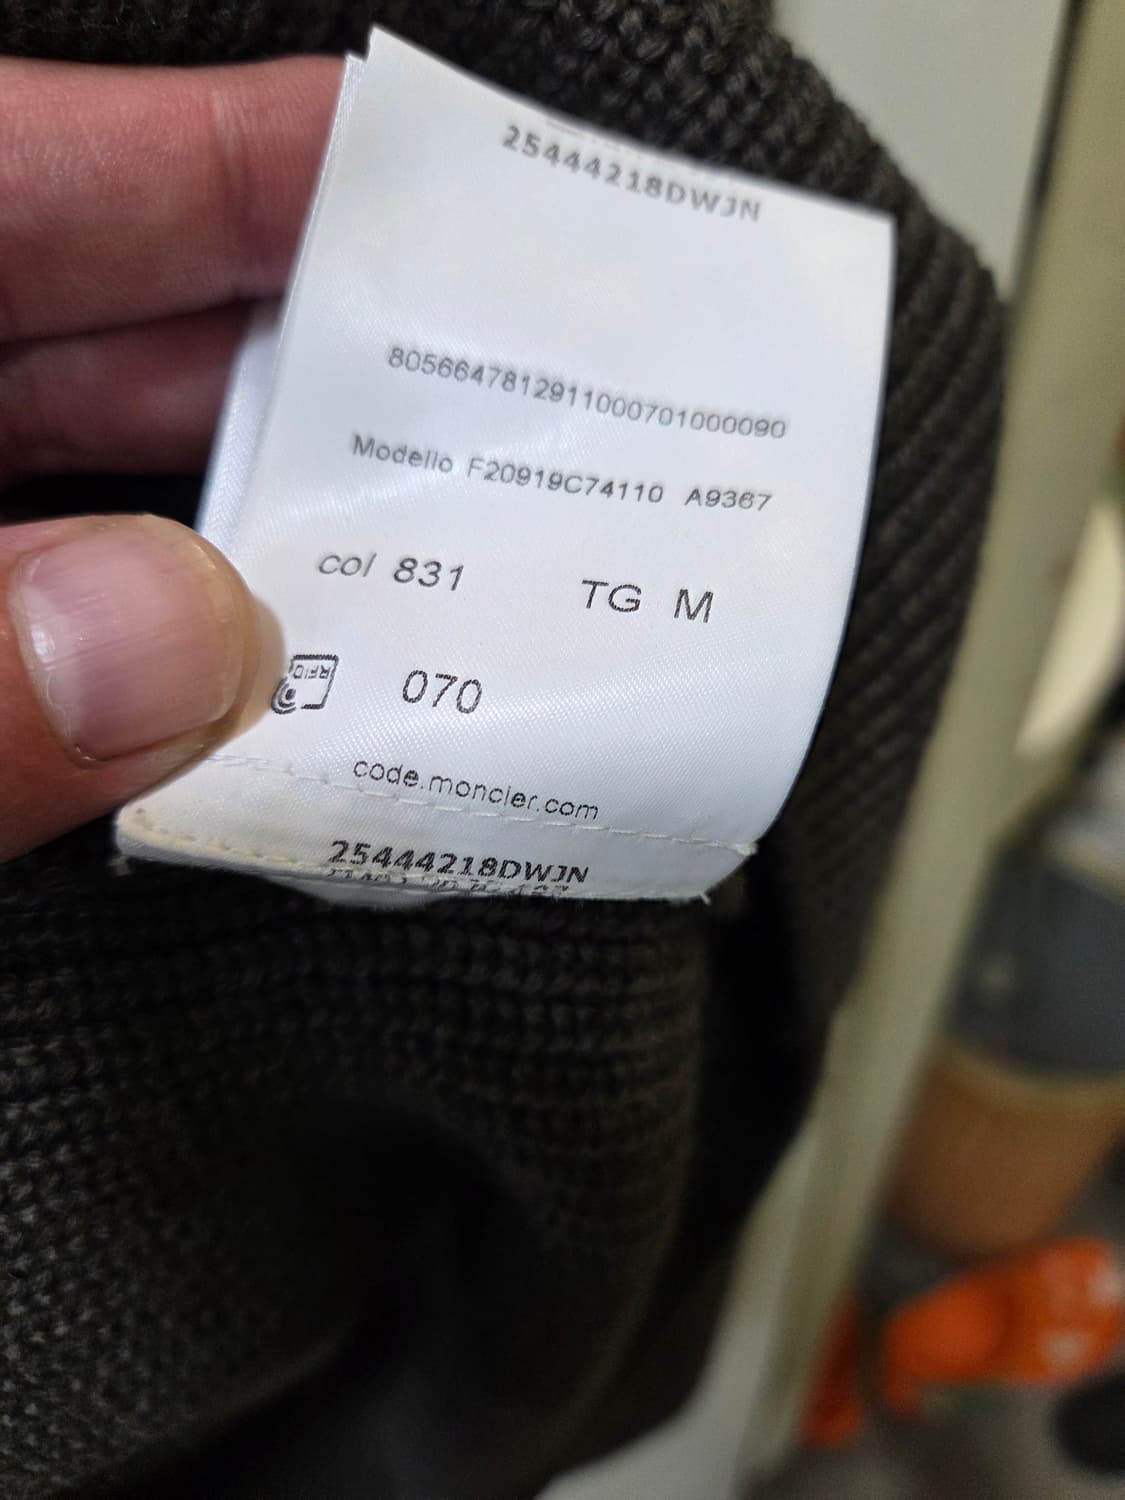 25444218DWJN
8056647812911000701000090
Modello F20919C74110 A9367
col 831 TG M
RFID 070
code.moncler.com
25444218DWJN